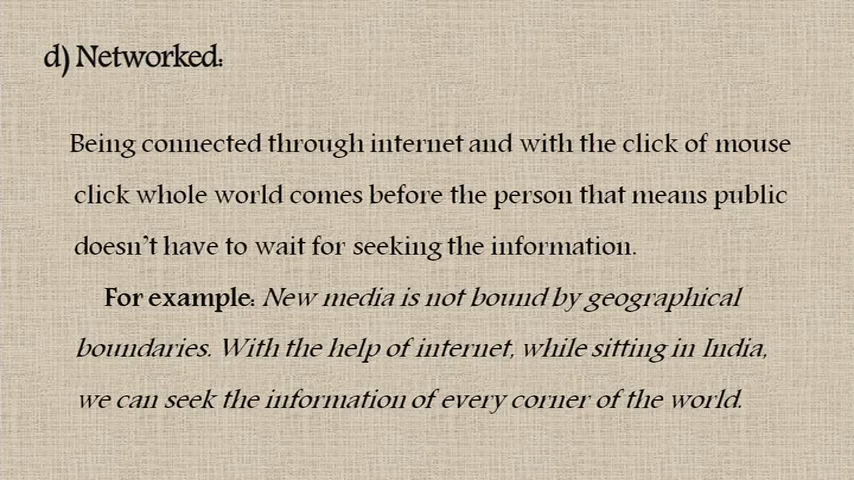 d) Networked:
Being connected through internet and with the click of mouse
click whole world comes before the person that means public
doesn't have to wait for seeking the information.
For example: New media is not bound by geographical
boundaries. With the help of internet, while sitting in India,
we can seek the information of every corner of the world.